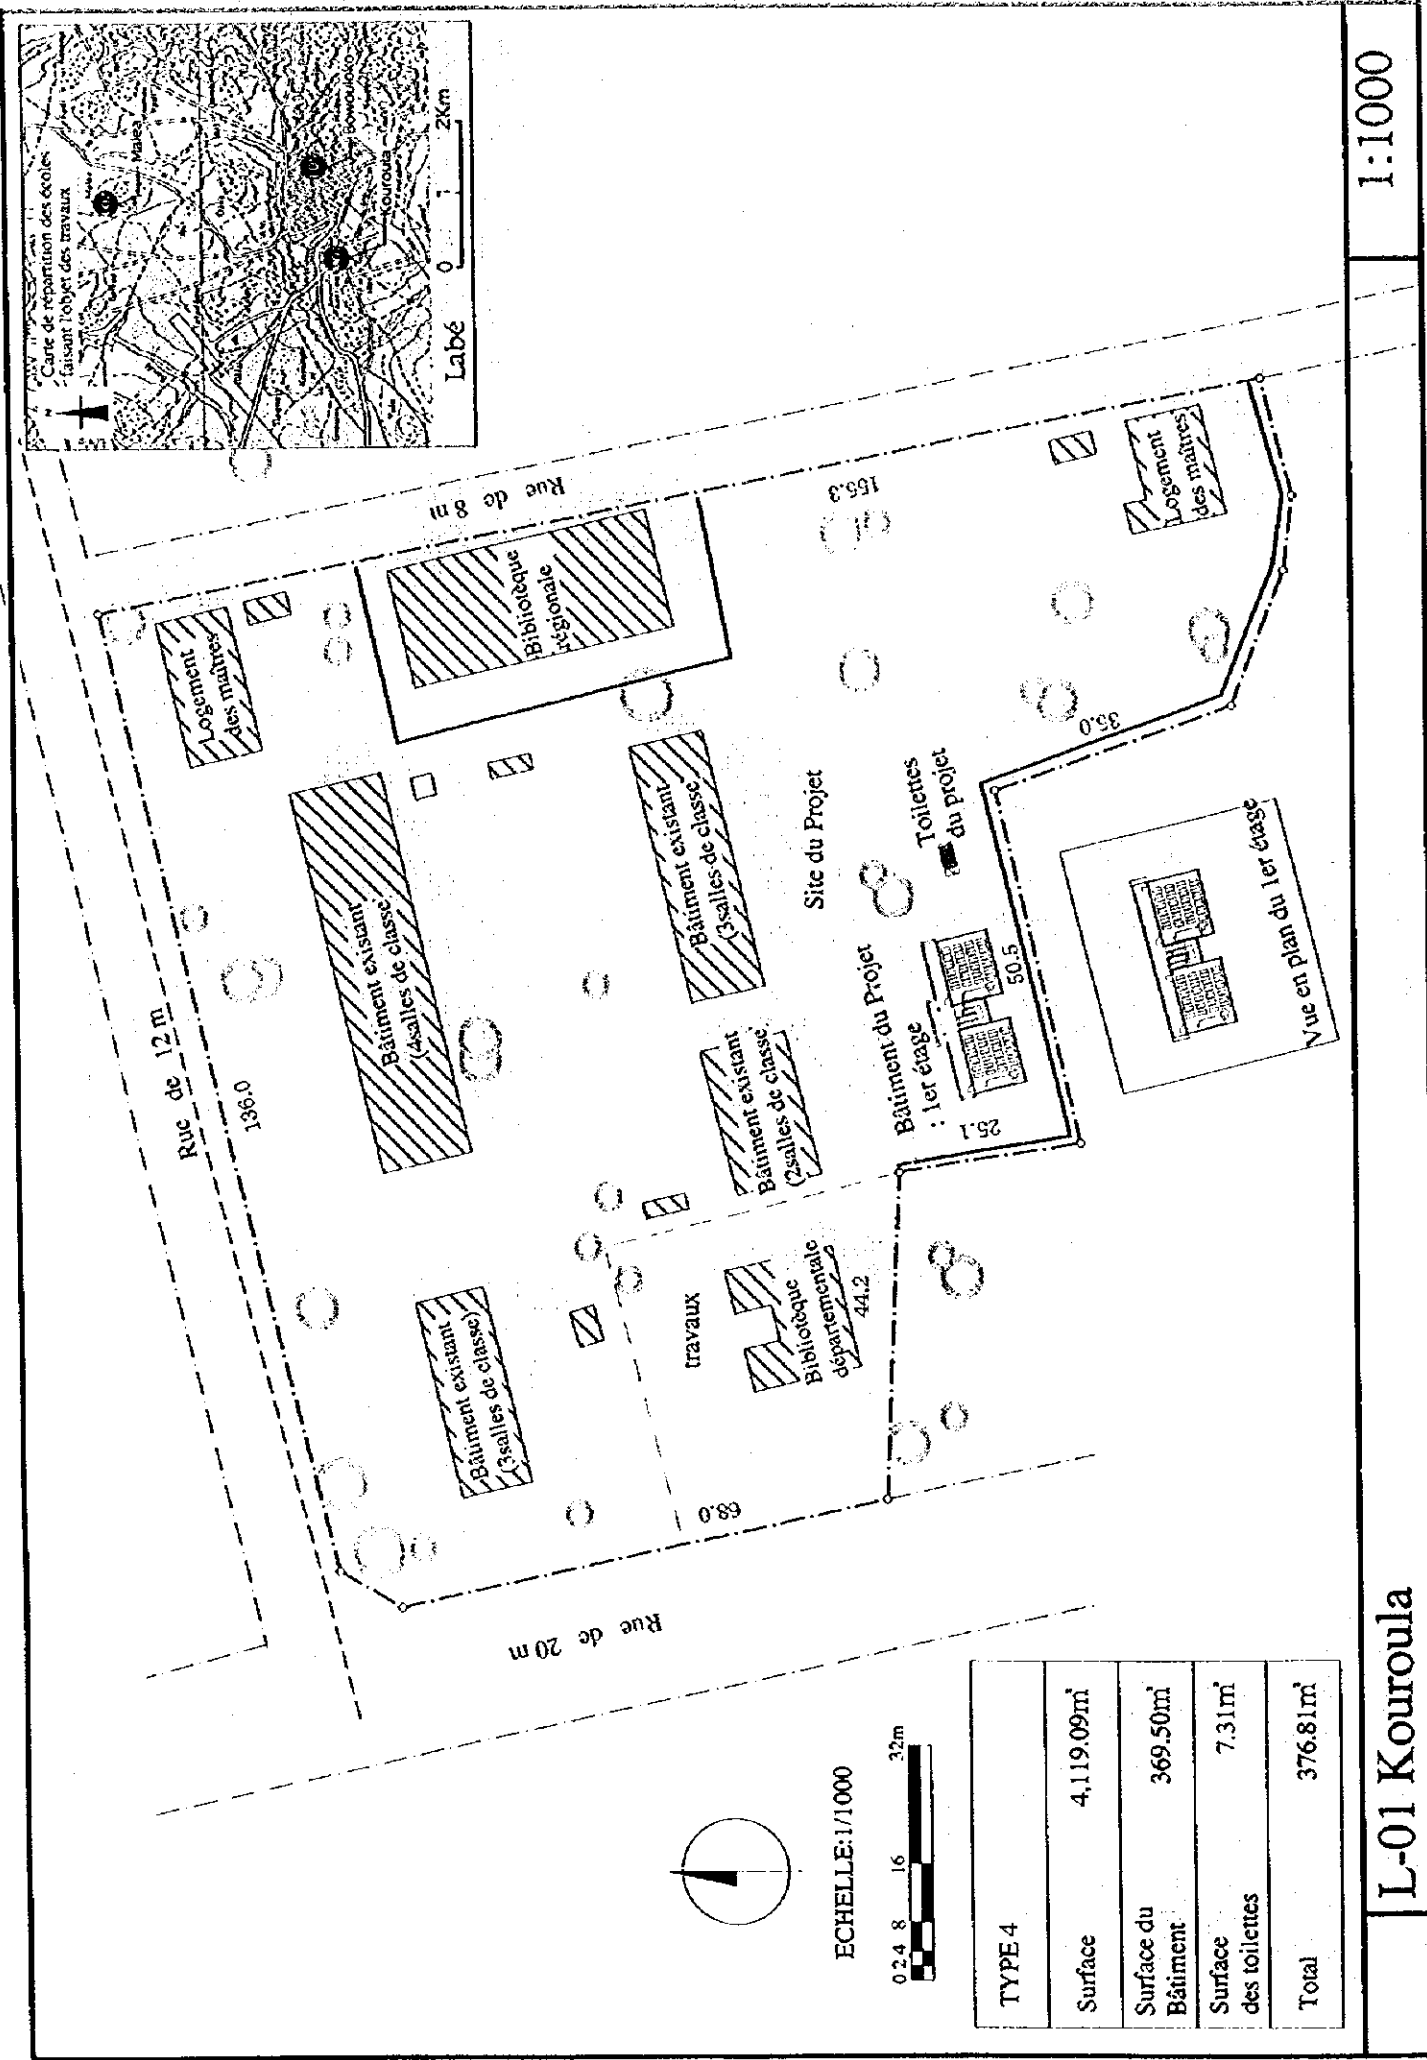 Carte de répartition des écoles
faisant l'objet des travaux
N
Malea
Bowouloko
Kouroula
Labé
0 1 2Km
Rue de 12 m
136.0
Rue de 8 m
155.3
Logement
des maîtres
Bibliotèque
régionale
Bâtiment existant
(4salles de classe)
Bâtiment existant
(3salles de classe)
Bâtiment existant
(3salles de classe)
Bâtiment existant
(2salles de classe)
travaux
Bibliotèque
départementale
44.2
68.0
Rue de 20 m
Site du Projet
Toilettes
du projet
Bâtiment du Projet
: 1er étage
25.1
50.5
35.0
Logement
des maîtres
Vue en plan du 1er étage
ECHELLE:1/1000
0 2 4 8 16 32m
TYPE 4
Surface 4,119.09㎡
Surface du
Bâtiment 369.50㎡
Surface
des toilettes 7.31㎡
Total 376.81㎡
L-01 Kouroula
1:1000